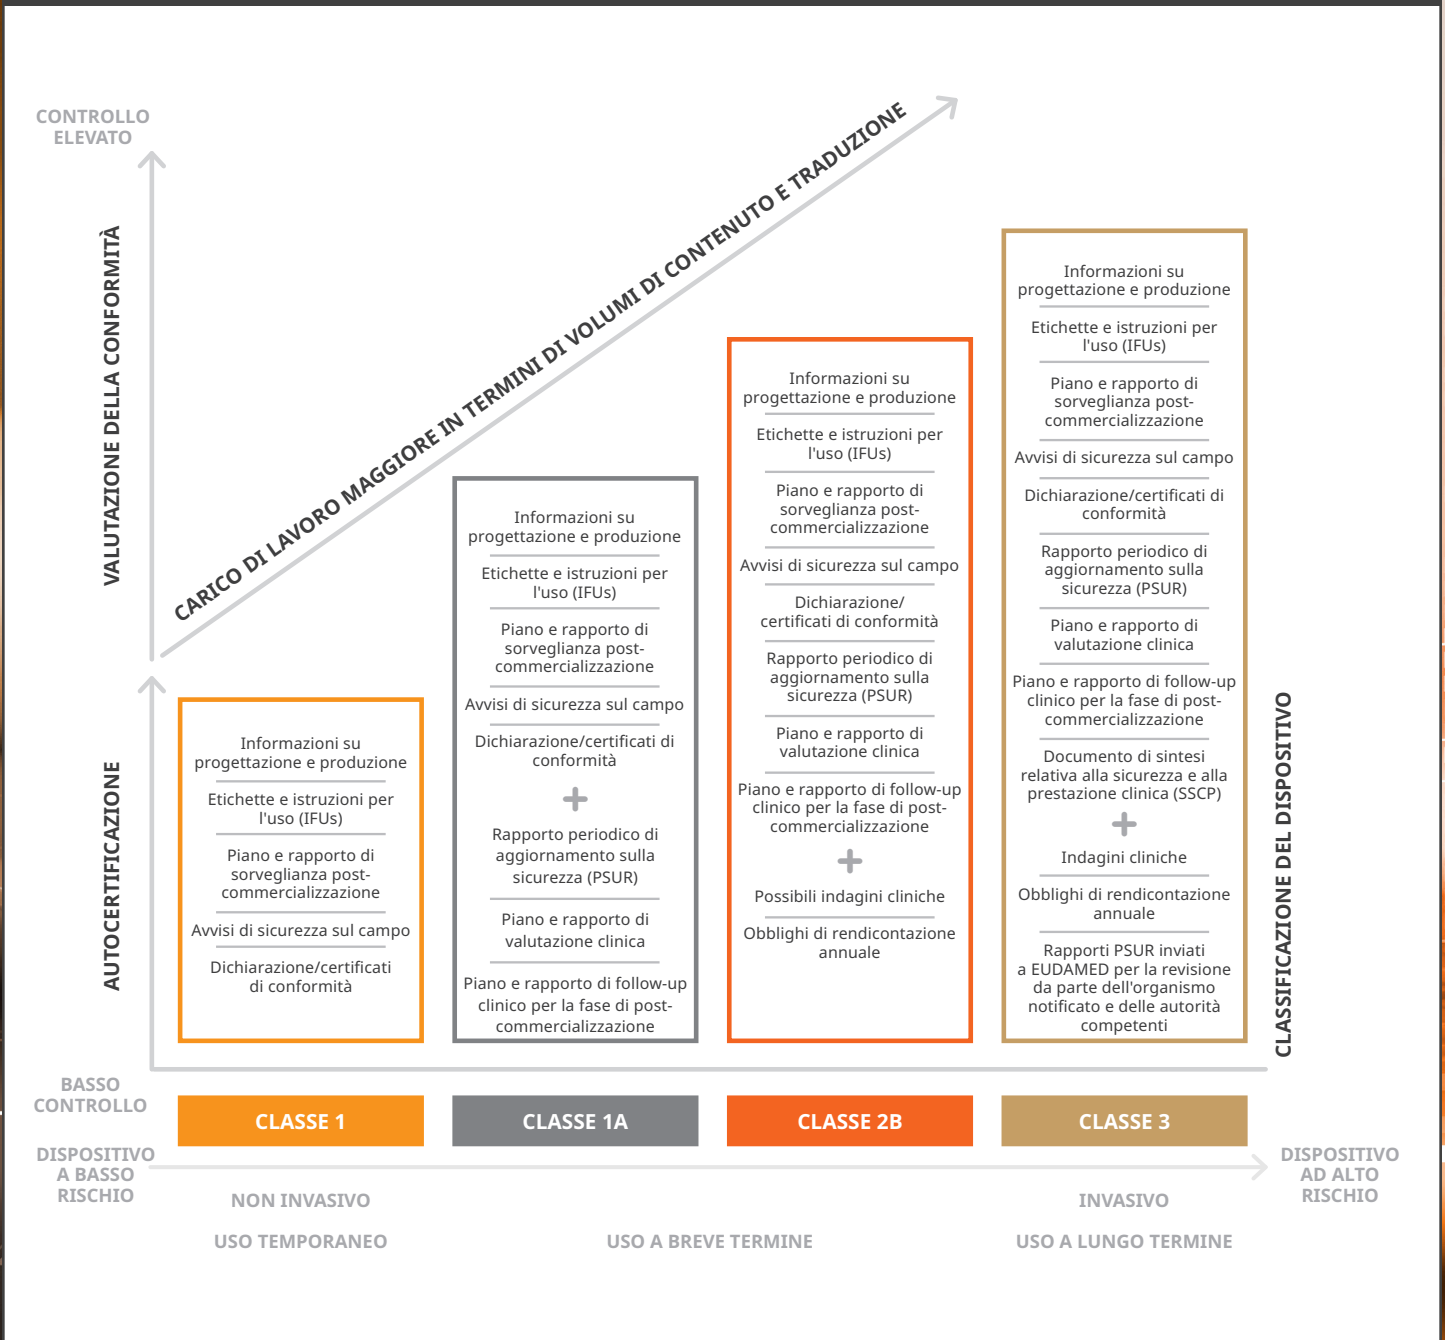 CONTROLLO
ELEVATO
VALUTAZIONE DELLA CONFORMITÀ
AUTOCERTIFICAZIONE
CARICO DI LAVORO MAGGIORE IN TERMINI DI VOLUMI DI CONTENUTO E TRADUZIONE
Informazioni su
progettazione e produzione
Etichette e istruzioni per
l'uso (IFUs)
Piano e rapporto di
sorveglianza post-
commercializzazione
Avvisi di sicurezza sul campo
Dichiarazione/certificati
di conformità
Informazioni su
progettazione e produzione
Etichette e istruzioni per
l'uso (IFUs)
Piano e rapporto di
sorveglianza post-
commercializzazione
Avvisi di sicurezza sul campo
Dichiarazione/certificati di
conformità
+
Rapporto periodico di
aggiornamento sulla
sicurezza (PSUR)
Piano e rapporto di
valutazione clinica
Piano e rapporto di follow-up
clinico per la fase di post-
commercializzazione
Informazioni su
progettazione e produzione
Etichette e istruzioni per
l'uso (IFUs)
Piano e rapporto di
sorveglianza post-
commercializzazione
Avvisi di sicurezza sul campo
Dichiarazione/
certificati di conformità
Rapporto periodico di
aggiornamento sulla
sicurezza (PSUR)
Piano e rapporto di
valutazione clinica
Piano e rapporto di follow-up
clinico per la fase di post-
commercializzazione
+
Possibili indagini cliniche
Obblighi di rendicontazione
annuale
Informazioni su
progettazione e produzione
Etichette e istruzioni per
l'uso (IFUs)
Piano e rapporto di
sorveglianza post-
commercializzazione
Avvisi di sicurezza sul campo
Dichiarazione/certificati di
conformità
Rapporto periodico di
aggiornamento sulla
sicurezza (PSUR)
Piano e rapporto di
valutazione clinica
Piano e rapporto di follow-up
clinico per la fase di post-
commercializzazione
Documento di sintesi
relativa alla sicurezza e alla
prestazione clinica (SSCP)
+
Indagini cliniche
Obblighi di rendicontazione
annuale
Rapporti PSUR inviati
a EUDAMED per la revisione
da parte dell'organismo
notificato e delle autorità
competenti
CLASSIFICAZIONE DEL DISPOSITIVO
BASSO
CONTROLLO
CLASSE 1
CLASSE 1A
CLASSE 2B
CLASSE 3
DISPOSITIVO
A BASSO
RISCHIO
DISPOSITIVO
AD ALTO
RISCHIO
NON INVASIVO
INVASIVO
USO TEMPORANEO
USO A BREVE TERMINE
USO A LUNGO TERMINE